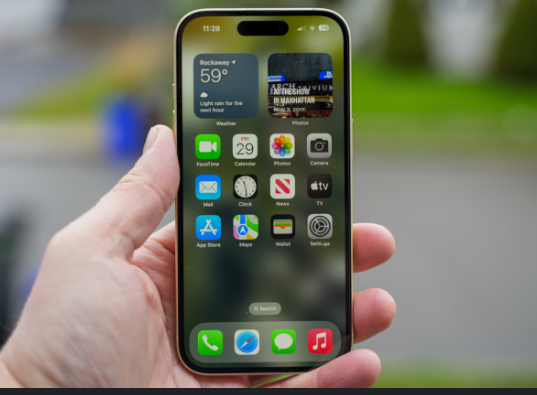 11:28
Rockaway
59°
Light rain for the
next hour
Weather
AT THE SHOW
IN MANHATTAN
Photos
FaceTime
FRI
29
Calendar
Photos
Camera
Mail
Clock
News
tv
TV
App Store
Maps
Wallet
Settings
Search